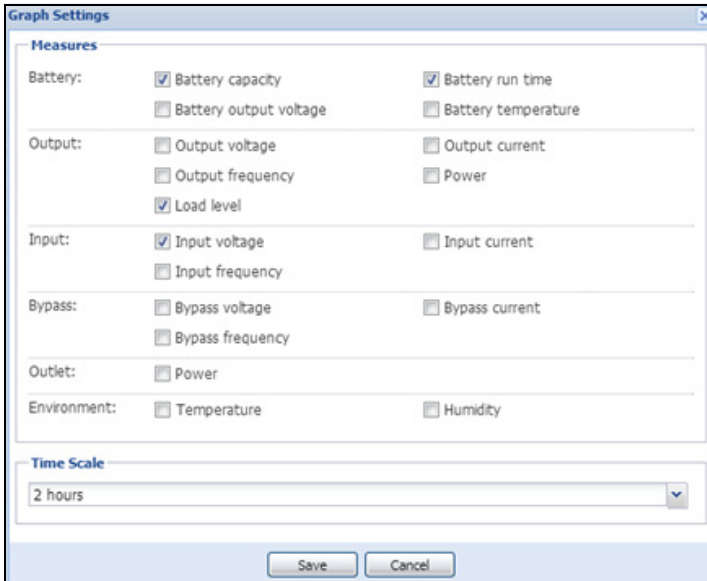 Graph Settings
Measures
Battery: Battery capacity Battery run time
Battery output voltage Battery temperature
Output: Output voltage Output current
Output frequency Power
Load level
Input: Input voltage Input current
Input frequency
Bypass: Bypass voltage Bypass current
Bypass frequency
Outlet: Power
Environment: Temperature Humidity
Time Scale
2 hours
Save Cancel